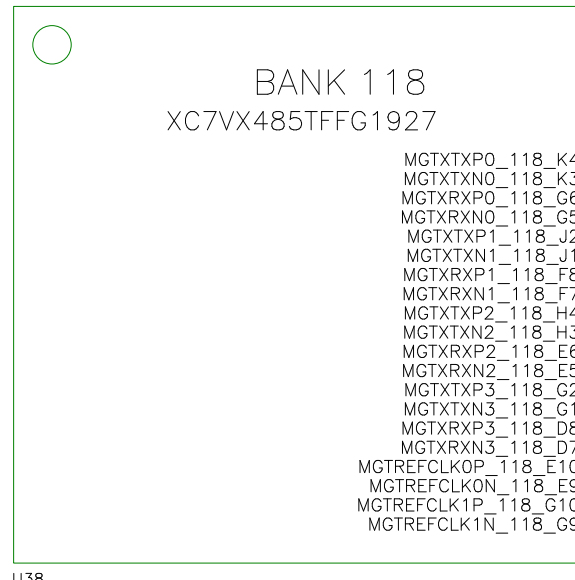 BANK 118
XC7VX485TFFG1927
MGTXTXP0_118_K4
MGTXTXN0_118_K3
MGTXRXP0_118_G6
MGTXRXN0_118_G5
MGTXTXP1_118_J2
MGTXTXN1_118_J1
MGTXRXP1_118_F8
MGTXRXN1_118_F7
MGTXTXP2_118_H4
MGTXTXN2_118_H3
MGTXRXP2_118_E6
MGTXRXN2_118_E5
MGTXTXP3_118_G2
MGTXTXN3_118_G1
MGTXRXP3_118_D8
MGTXRXN3_118_D7
MGTREFCLK0P_118_E10
MGTREFCLK0N_118_E9
MGTREFCLK1P_118_G10
MGTREFCLK1N_118_G9
U38